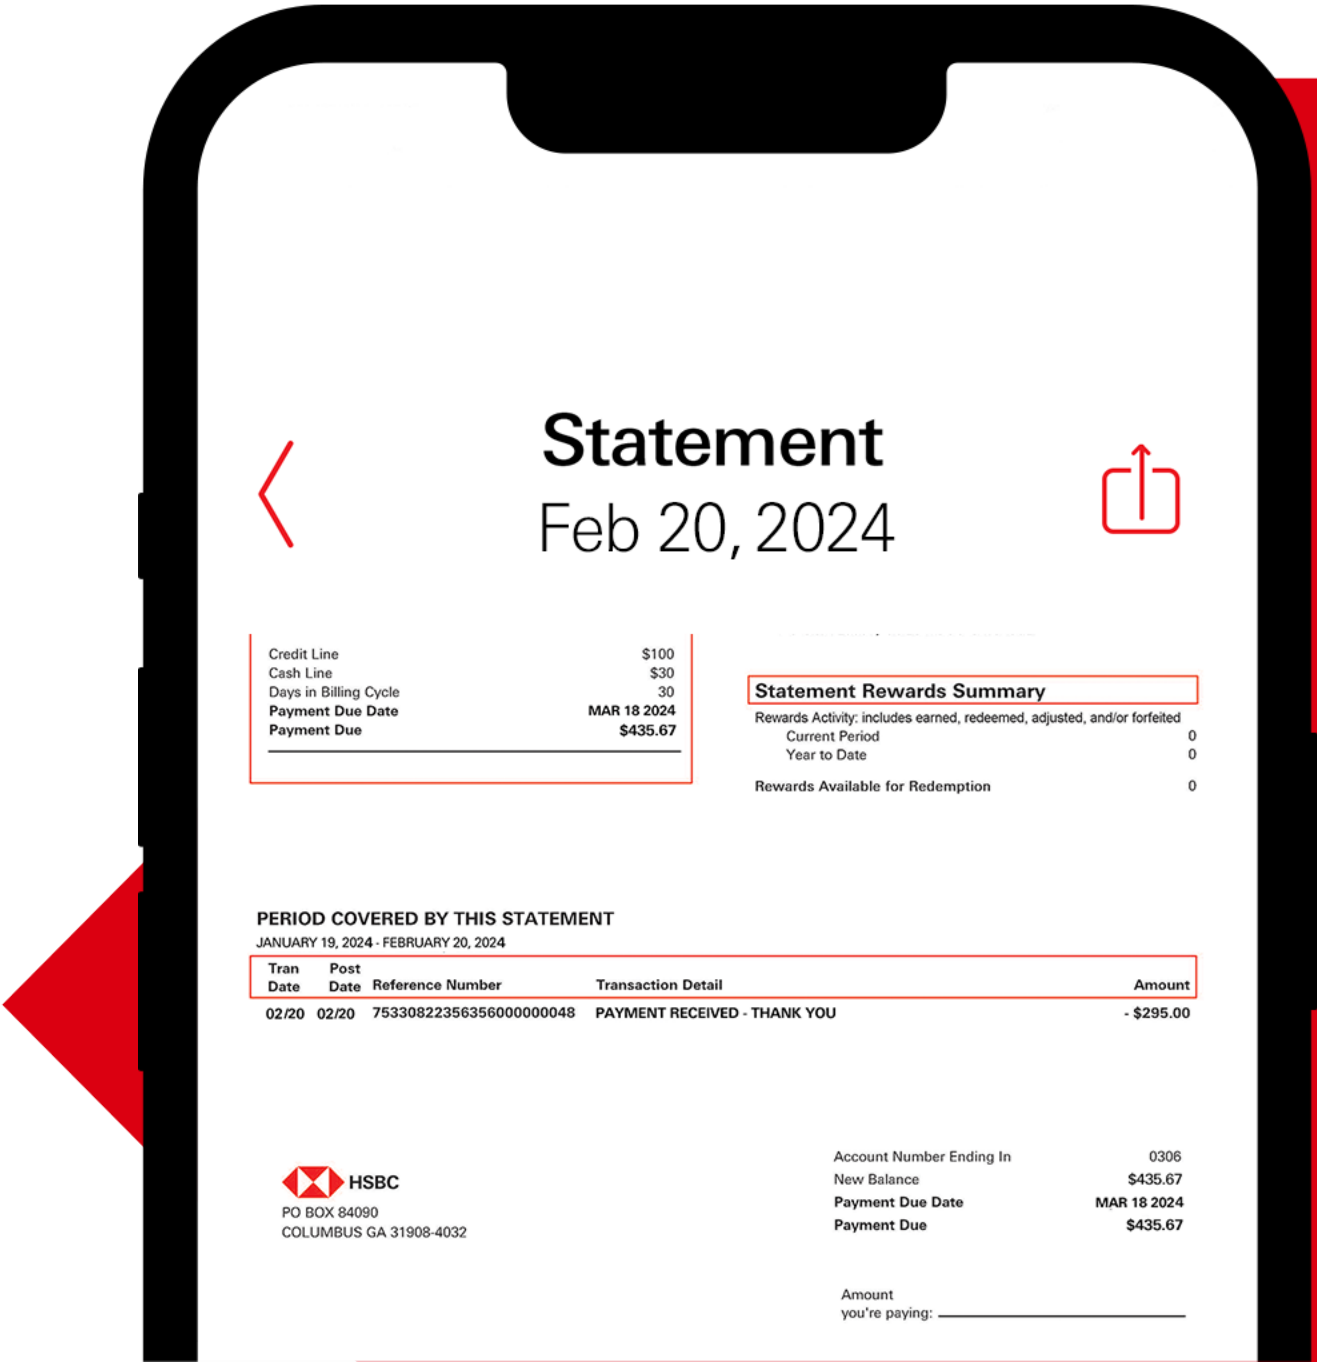 Statement
Feb 20, 2024
Credit Line $100
Cash Line $30
Days in Billing Cycle 30
Payment Due Date MAR 18 2024
Payment Due $435.67
Statement Rewards Summary
Rewards Activity: includes earned, redeemed, adjusted, and/or forfeited
Current Period 0
Year to Date 0
Rewards Available for Redemption 0
PERIOD COVERED BY THIS STATEMENT
JANUARY 19, 2024 - FEBRUARY 20, 2024
Tran Date Post Date Reference Number Transaction Detail Amount
02/20 02/20 75330822356356000000048 PAYMENT RECEIVED - THANK YOU - $295.00
HSBC
PO BOX 84090
COLUMBUS GA 31908-4032
Account Number Ending In 0306
New Balance $435.67
Payment Due Date MAR 18 2024
Payment Due $435.67
Amount
you're paying: